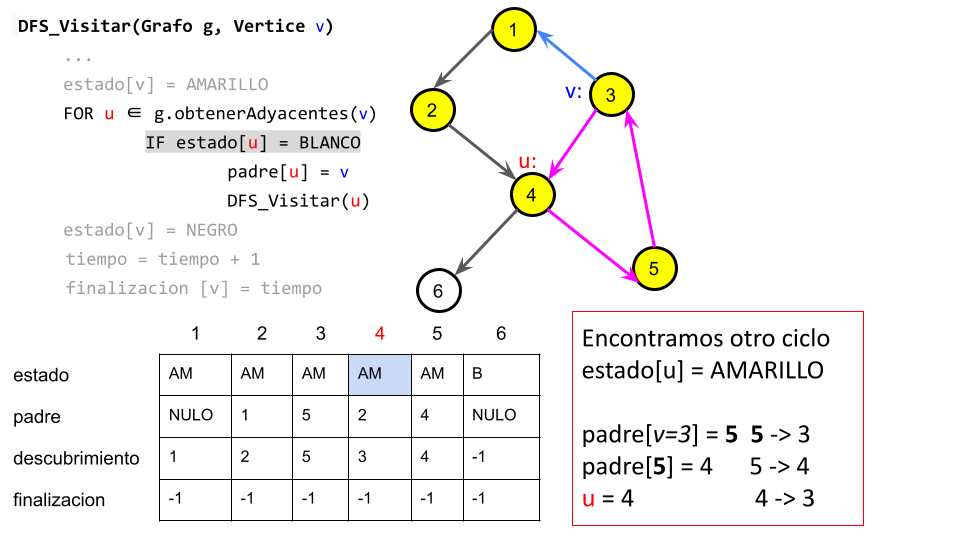 DFS_Visitar(Grafo g, Vertice v)
...
estado[v] = AMARILLO
FOR u ∈ g.obtenerAdyacentes(v)
IF estado[u] = BLANCO
padre[u] = v
DFS_Visitar(u)
estado[v] = NEGRO
tiempo = tiempo + 1
finalizacion [v] = tiempo
1
2
v: 3
u:
4
5
6
1 2 3 4 5 6
estado AM AM AM AM AM B
padre NULO 1 5 2 4 NULO
descubrimiento 1 2 5 3 4 -1
finalizacion -1 -1 -1 -1 -1 -1
Encontramos otro ciclo
estado[u] = AMARILLO
padre[v=3] = 5 5 -> 3
padre[5] = 4 5 -> 4
u = 4 4 -> 3